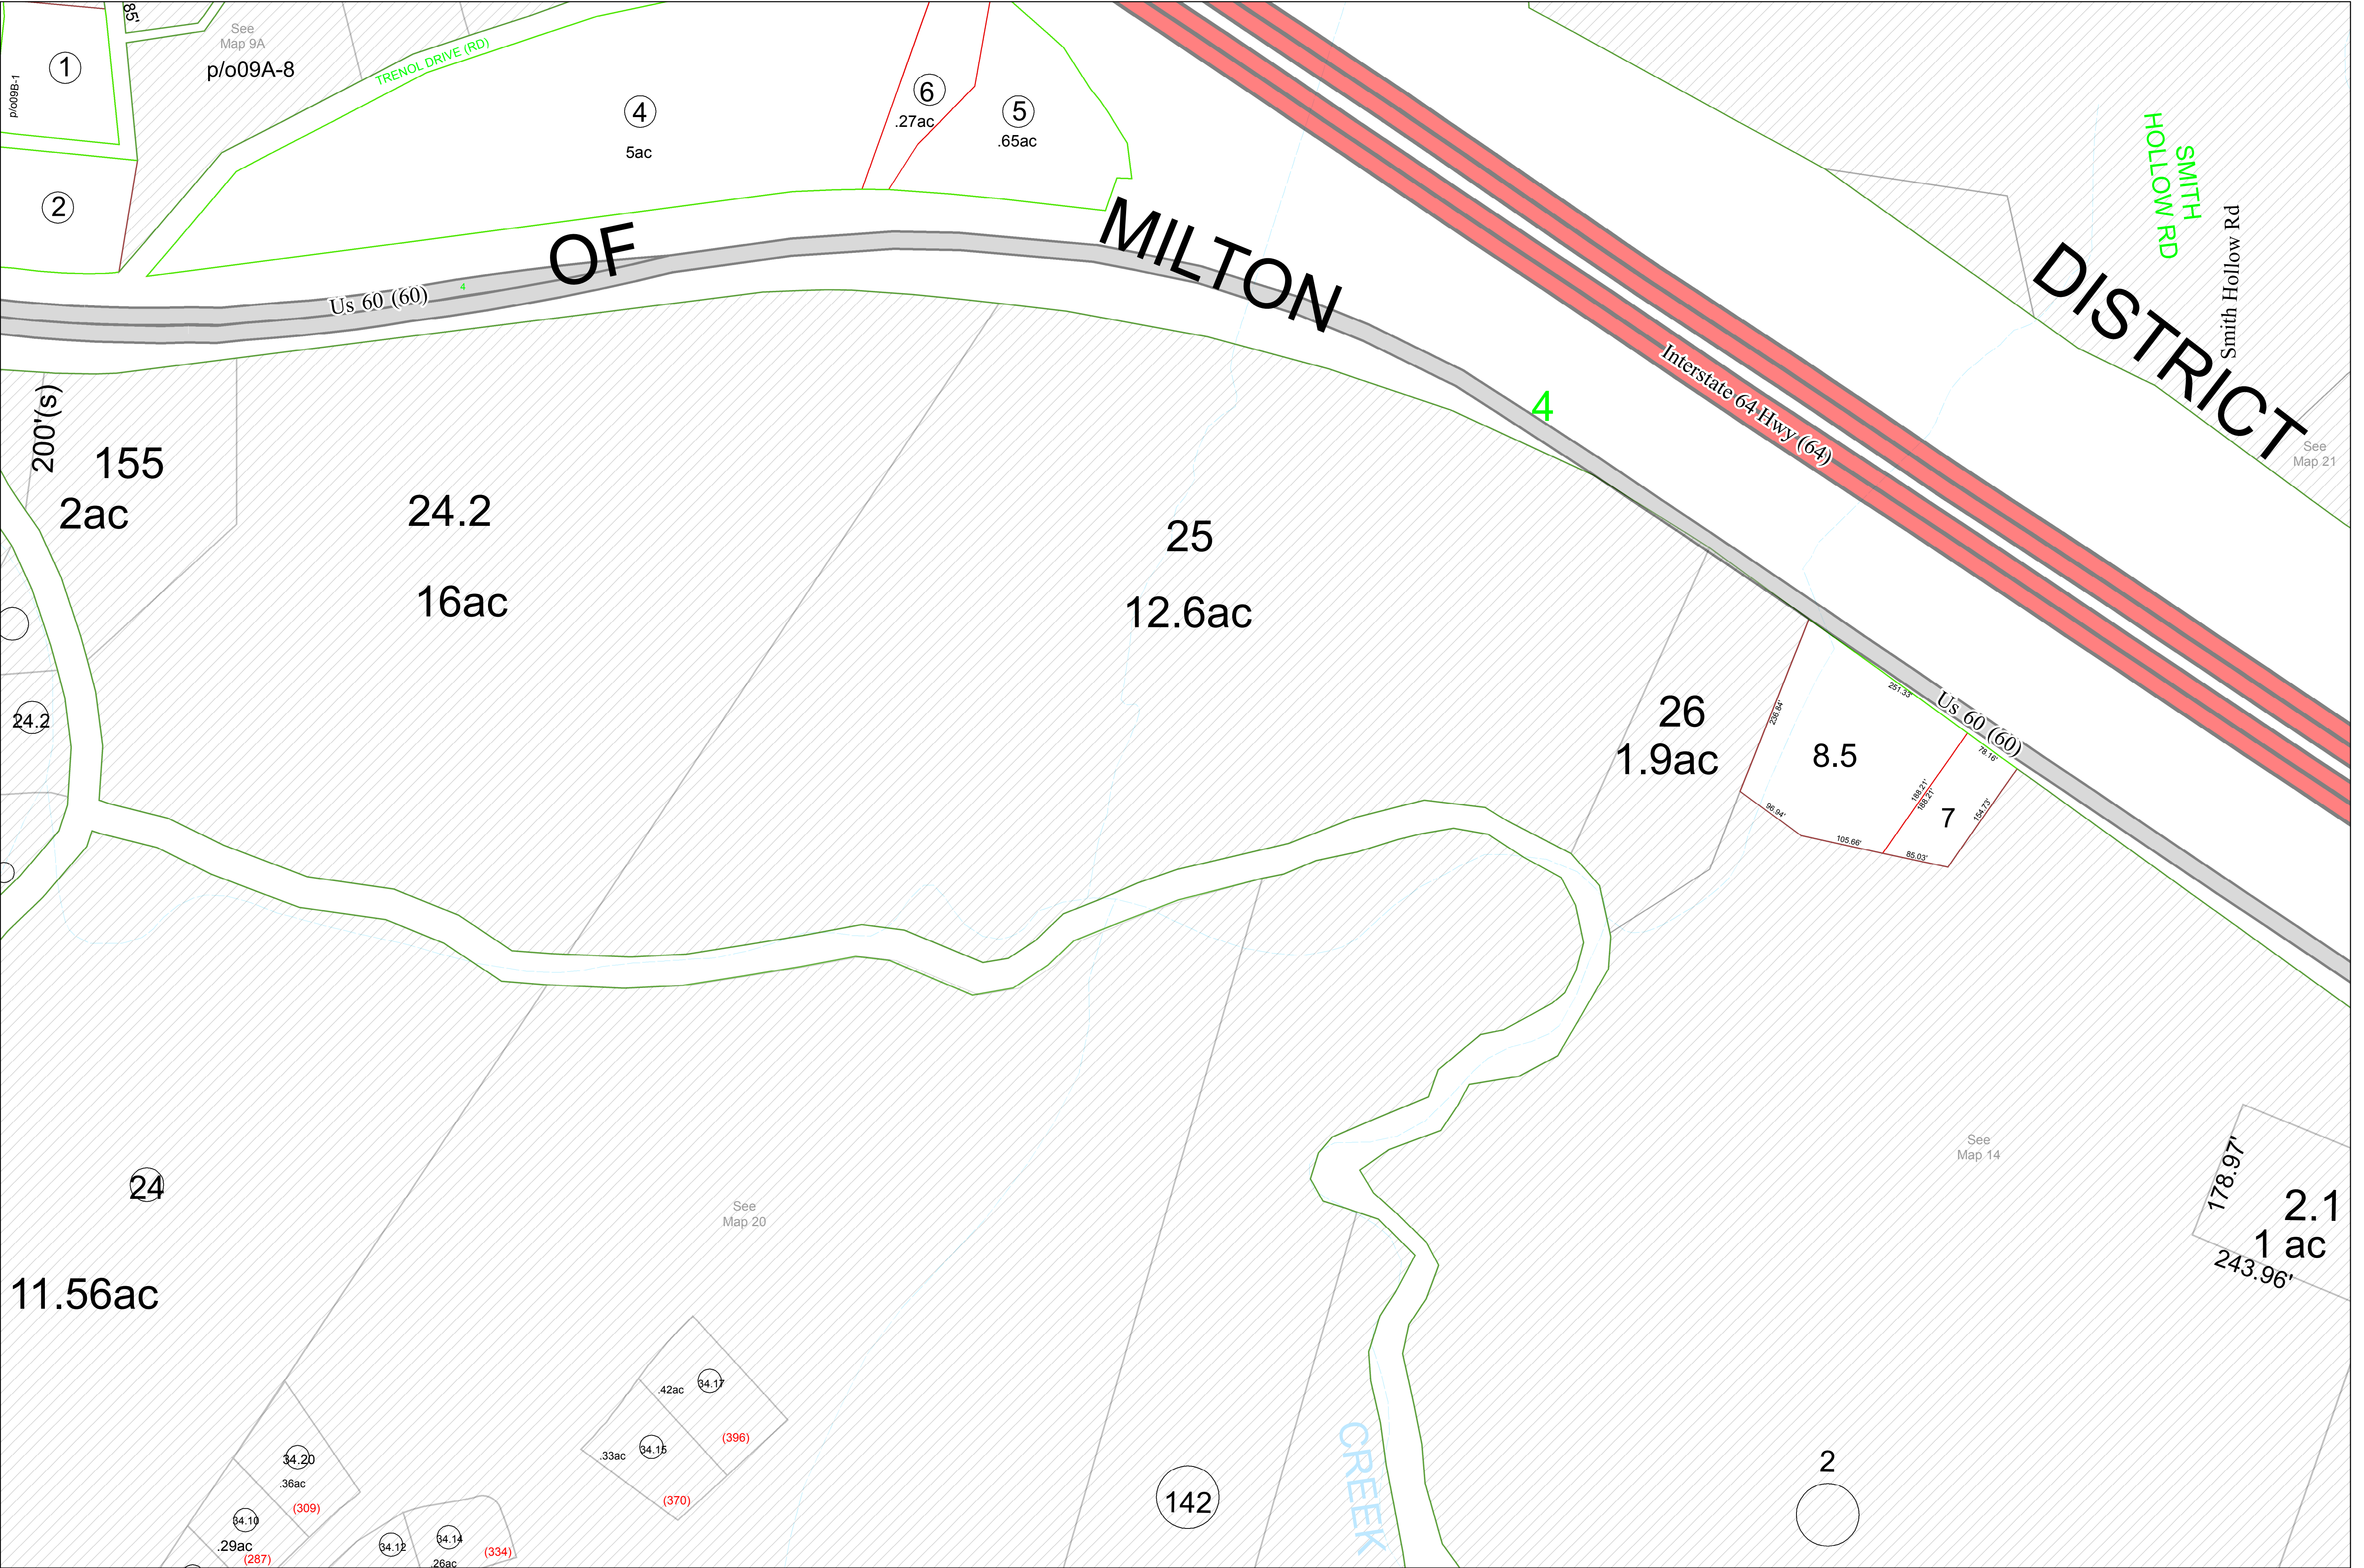 1
p/o09B-1
85'
See
Map 9A
p/o09A-8
TRENOL DRIVE (RD)
4
5ac
6
.27ac
5
.65ac
2
OF
MILTON
DISTRICT
SMITH
HOLLOW RD
Smith Hollow Rd
Us 60 (60)
4
Interstate 64 Hwy (64)
4
See
Map 21
200'(s)
155
2ac
24.2
16ac
25
12.6ac
24.2
26
1.9ac
236.84'
8.5
251.33'
Us 60 (60)
78.16'
188.21'
188.21'
7
154.73'
96.94'
105.66'
85.03'
24
11.56ac
See
Map 20
See
Map 14
178.97'
2.1
1 ac
243.96'
34.17
.42ac
(396)
34.15
.33ac
(370)
34.20
.36ac
(309)
34.10
.29ac
(287)
34.12
34.14
.26ac
(334)
142
CREEK
2